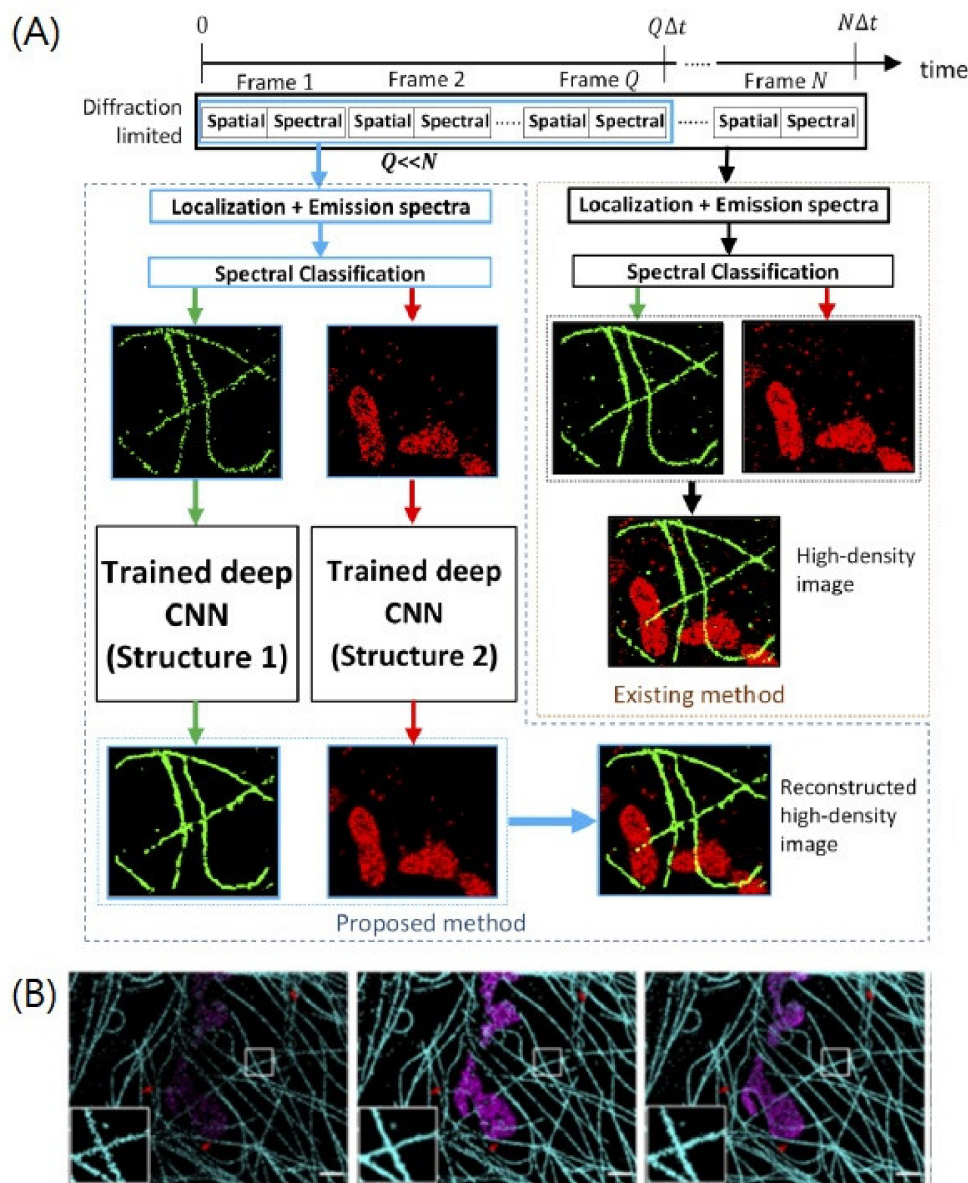 (A)
0
QΔt
NΔt
time
Frame 1
Frame 2
Frame Q
Frame N
Diffraction
limited
Spatial Spectral Spatial Spectral ..... Spatial Spectral ...... Spatial Spectral
Q<<N
Localization + Emission spectra
Spectral Classification
Localization + Emission spectra
Spectral Classification
Trained deep
CNN
(Structure 1)
Trained deep
CNN
(Structure 2)
High-density
image
Existing method
Reconstructed
high-density
image
Proposed method
(B)